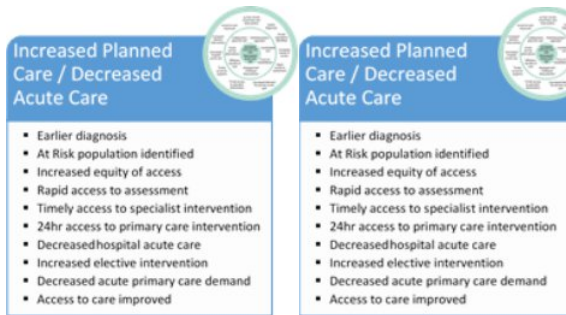 Increased Planned
Care / Decreased
Acute Care
Earlier diagnosis
At Risk population identified
Increased equity of access
Rapid access to assessment
Timely access to specialist intervention
24hr access to primary care intervention
Decreased hospital acute care
Increased elective intervention
Decreased acute primary care demand
Access to care improved
Increased Planned
Care / Decreased
Acute Care
Earlier diagnosis
At Risk population identified
Increased equity of access
Rapid access to assessment
Timely access to specialist intervention
24hr access to primary care intervention
Decreased hospital acute care
Increased elective intervention
Decreased acute primary care demand
Access to care improved